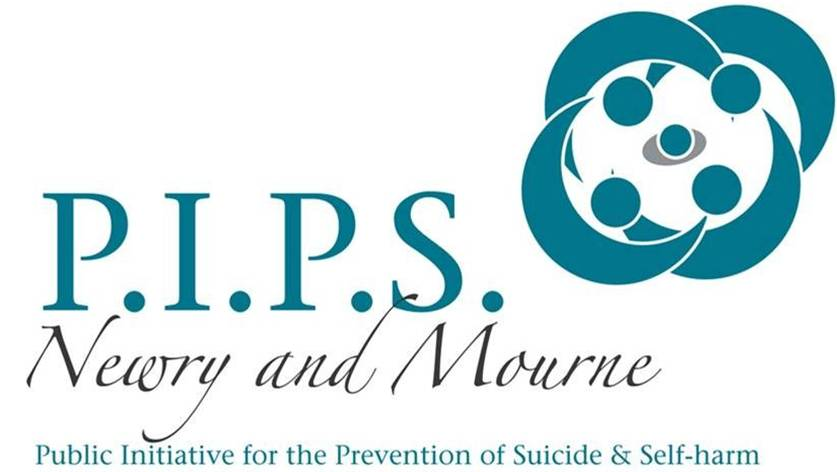 P.I.P.S.
Newry and Mourne
Public Initiative for the Prevention of Suicide & Self-harm